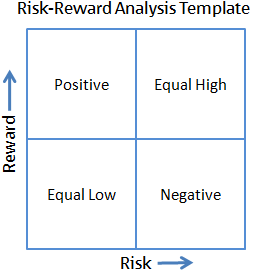 Risk-Reward Analysis Template
Positive
Equal High
Reward
Equal Low
Negative
Risk